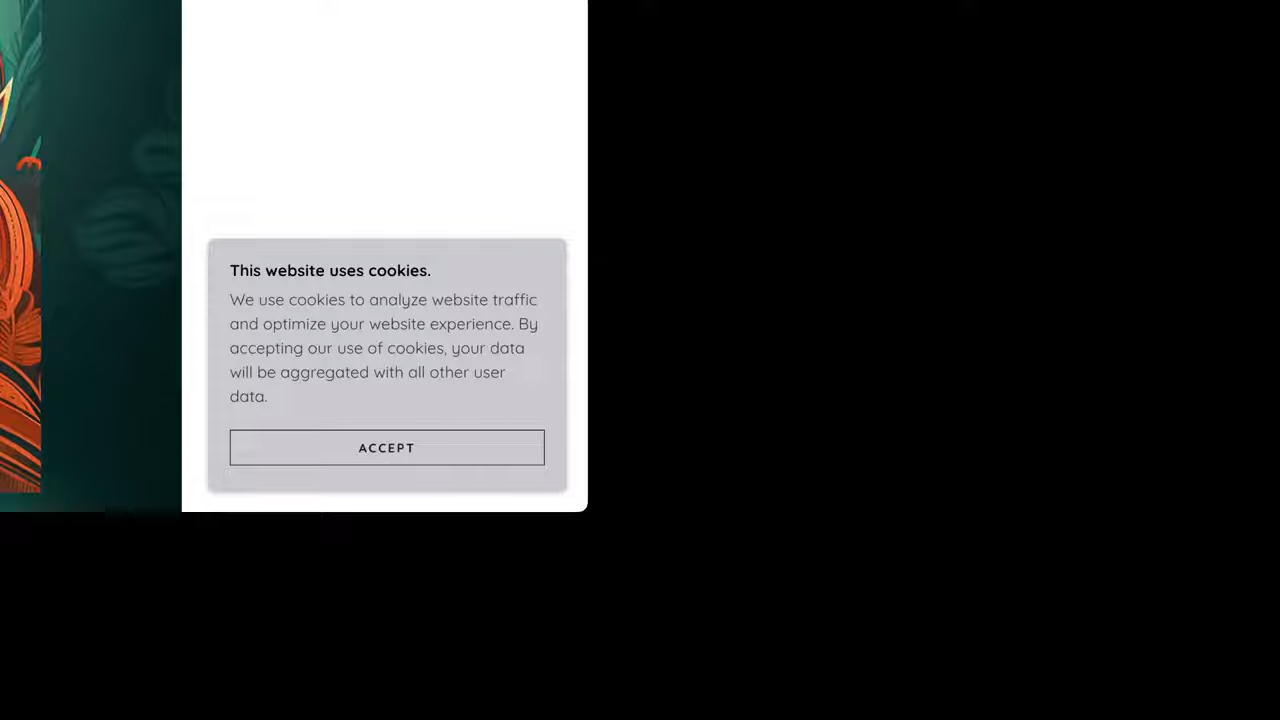 This website uses cookies.
We use cookies to analyze website traffic
and optimize your website experience. By
accepting our use of cookies, your data
will be aggregated with all other user
data.
ACCEPT